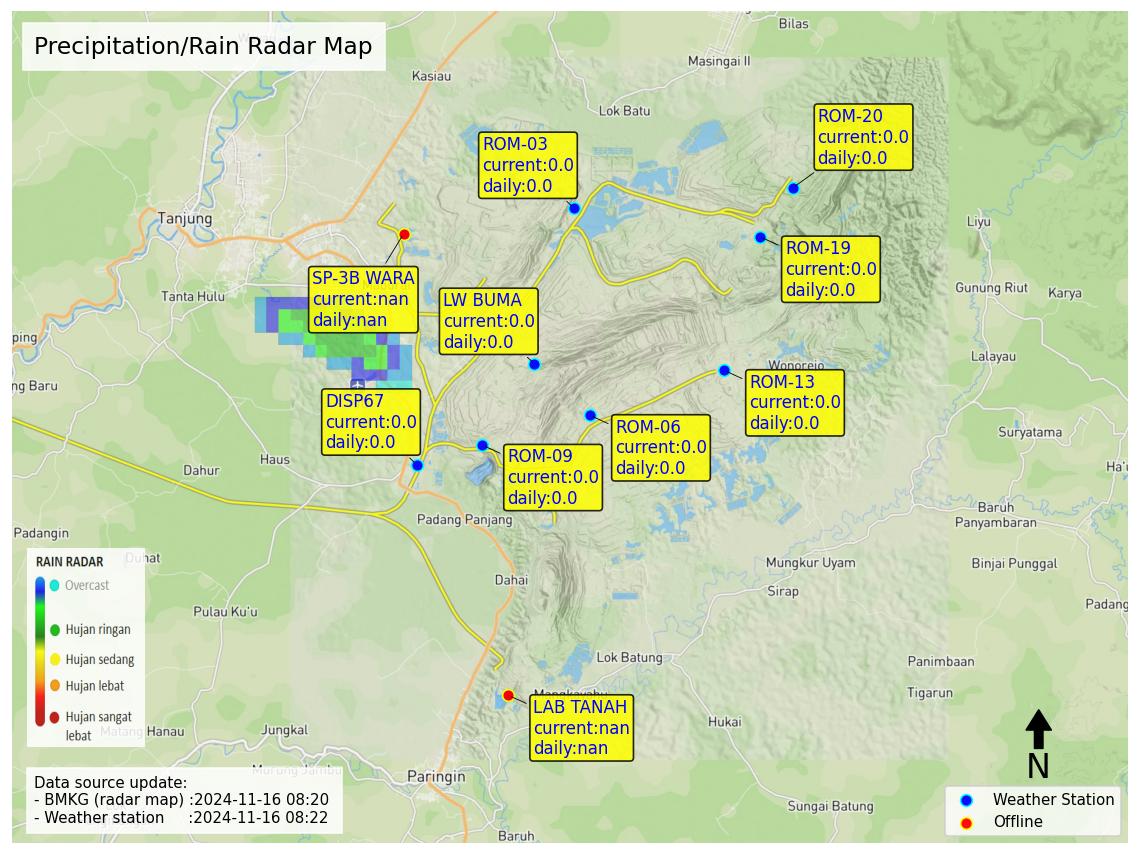 Precipitation/Rain Radar Map
Bilas
Kasiau
Masingai II
Lok Batu
ROM-20
current:0.0
daily:0.0
ROM-03
current:0.0
daily:0.0
Tanjung
Liyu
ROM-19
current:0.0
daily:0.0
SP-3B WARA
current:nan
daily:nan
Tanta Hulu
LW BUMA
current:0.0
daily:0.0
Gunung Riut
Karya
ping
Lalayau
Wonorejo
ng Baru
ROM-13
current:0.0
daily:0.0
DISP67
current:0.0
daily:0.0
ROM-06
current:0.0
daily:0.0
Suryatama
ROM-09
current:0.0
daily:0.0
Haus
Dahur
Ha'u
Padang Panjang
Baruh
Panyambaran
Padangin
Duhat
Mungkur Uyam
Binjai Punggal
RAIN RADAR
Overcast
Hujan ringan
Hujan sedang
Hujan lebat
Hujan sangat
lebat
Dahai
Sirap
Padang
Pulau Ku'u
Lok Batung
Panimbaan
Tigarun
Mangkayahu
LAB TANAH
current:nan
daily:nan
Hukai
Matang Hanau
Jungkal
Murung Jambu
Paringin
N
Data source update:
- BMKG (radar map) :2024-11-16 08:20
- Weather station :2024-11-16 08:22
Sungai Batung
Baruh
Weather Station
Offline